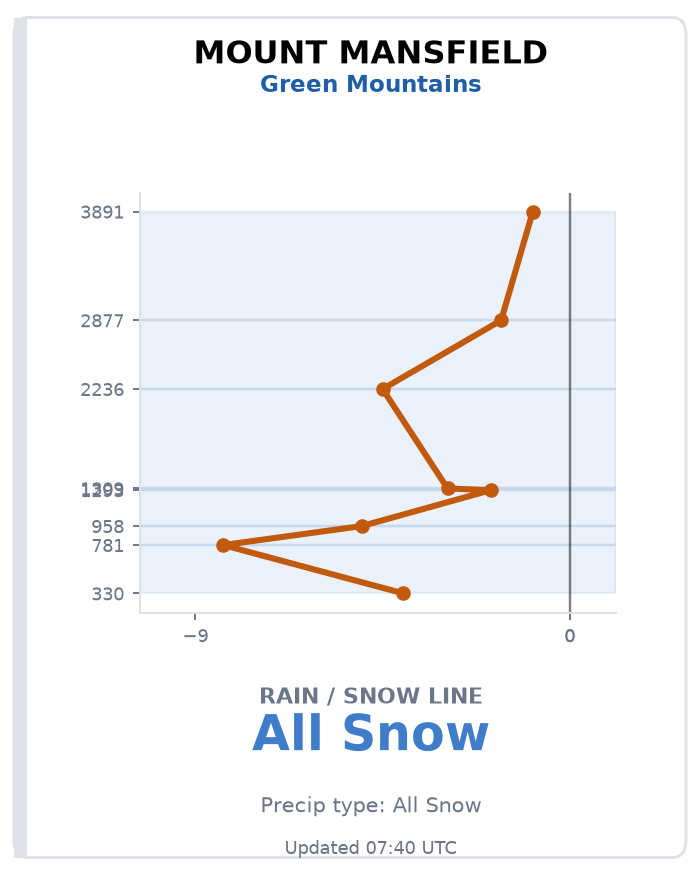 MOUNT MANSFIELD
Green Mountains
3891
2877
2236
958
781
330
−9 0
RAIN / SNOW LINE
All Snow
Precip type: All Snow
Updated 07:40 UTC